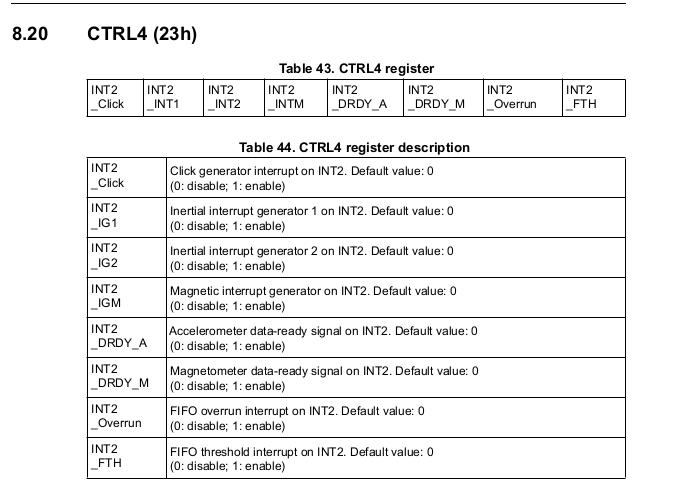 8.20 CTRL4 (23h)
Table 43. CTRL4 register
INT2 INT2 INT2 INT2 INT2 INT2 INT2 INT2
_Click _INT1 _INT2 _INTM _DRDY_A _DRDY_M _Overrun _FTH
Table 44. CTRL4 register description
INT2
_Click
Click generator interrupt on INT2. Default value: 0
(0: disable; 1: enable)
INT2
_IG1
Inertial interrupt generator 1 on INT2. Default value: 0
(0: disable; 1: enable)
INT2
_IG2
Inertial interrupt generator 2 on INT2. Default value: 0
(0: disable; 1: enable)
INT2
_IGM
Magnetic interrupt generator on INT2. Default value: 0
(0: disable; 1: enable)
INT2
_DRDY_A
Accelerometer data-ready signal on INT2. Default value: 0
(0: disable; 1: enable)
INT2
_DRDY_M
Magnetometer data-ready signal on INT2. Default value: 0
(0: disable; 1: enable)
INT2
_Overrun
FIFO overrun interrupt on INT2. Default value: 0
(0: disable; 1: enable)
INT2
_FTH
FIFO threshold interrupt on INT2. Default value: 0
(0: disable; 1: enable)